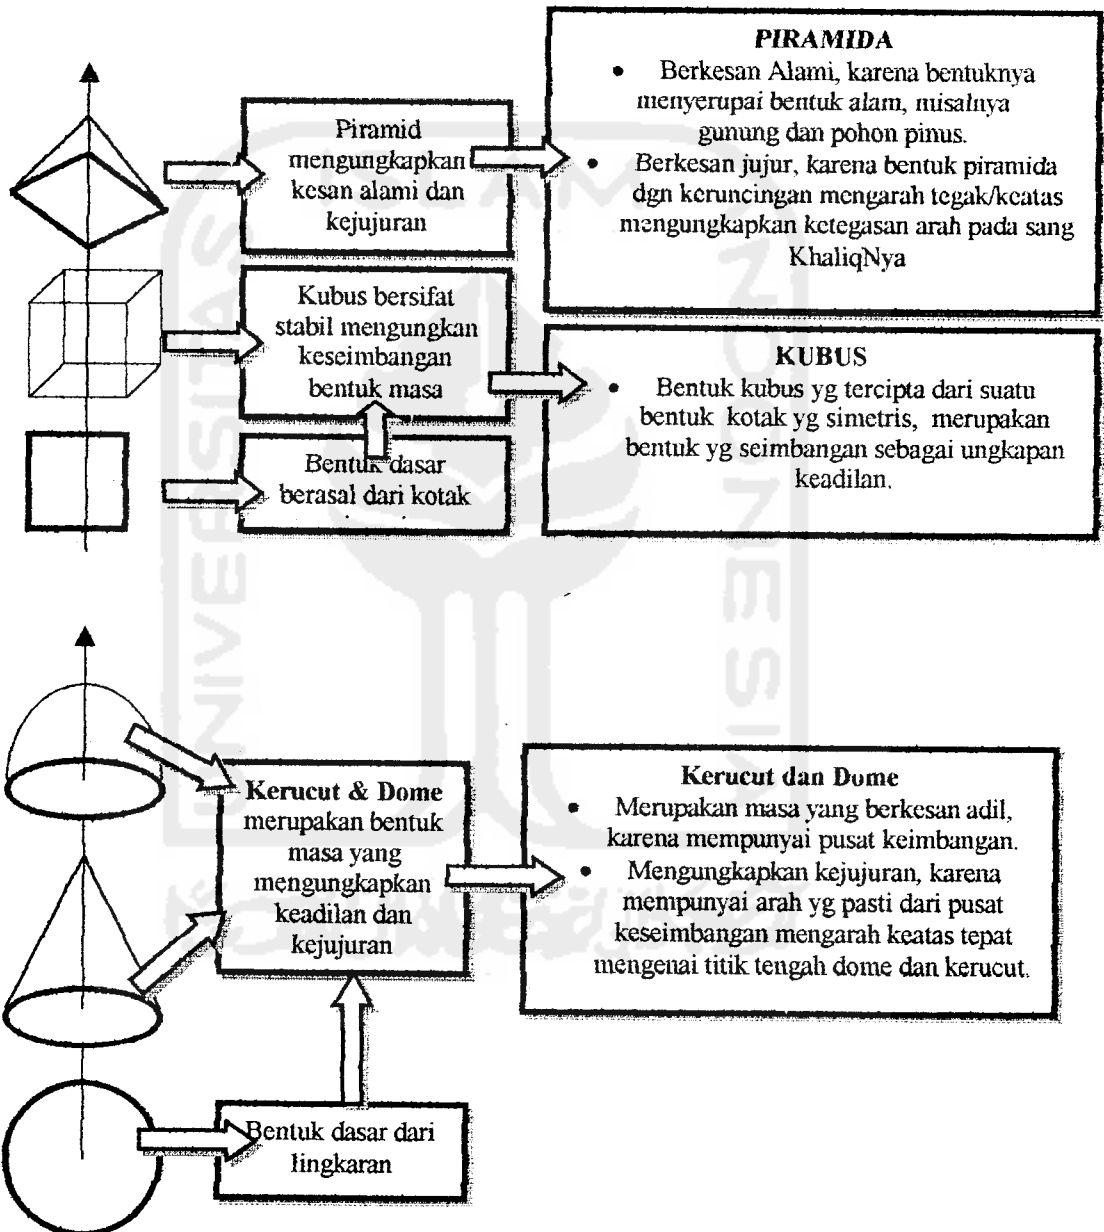 PIRAMIDA
• Berkesan Alami, karena bentuknya
menyerupai bentuk alam, misalnya
gunung dan pohon pinus.
• Berkesan jujur, karena bentuk piramida
dgn keruncingan mengarah tegak/keatas
mengungkapkan ketegasan arah pada sang
KhaliqNya
Piramid
mengungkapkan
kesan alami dan
kejujuran
Kubus bersifat
stabil mengungkan
keseimbangan
bentuk masa
KUBUS
• Bentuk kubus yg tercipta dari suatu
bentuk kotak yg simetris, merupakan
bentuk yg seimbangan sebagai ungkapan
keadilan.
Bentuk dasar
berasal dari kotak
Kerucut & Dome
merupakan bentuk
masa yang
mengungkapkan
keadilan dan
kejujuran
Kerucut dan Dome
• Merupakan masa yang berkesan adil,
karena mempunyai pusat keimbangan.
• Mengungkapkan kejujuran, karena
mempunyai arah yg pasti dari pusat
keseimbangan mengarah keatas tepat
mengenai titik tengah dome dan kerucut.
Bentuk dasar dari
lingkaran
UNIVERSITAS
ISLAM
INDONESIA